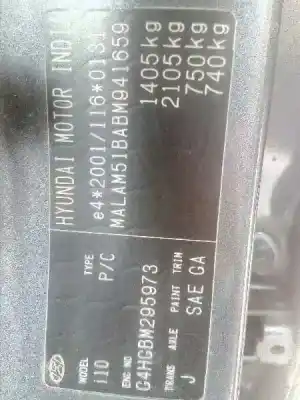 HYUNDAI MOTOR INDI
e4*2001/116*0131
MALAM51BABM941659
1405kg
2105kg
750kg
740kg
MODEL TYPE
i10 P/C
ENG NO
G4HGBM295973
TRANS AXLE PAINT TRIM
J SAE GA